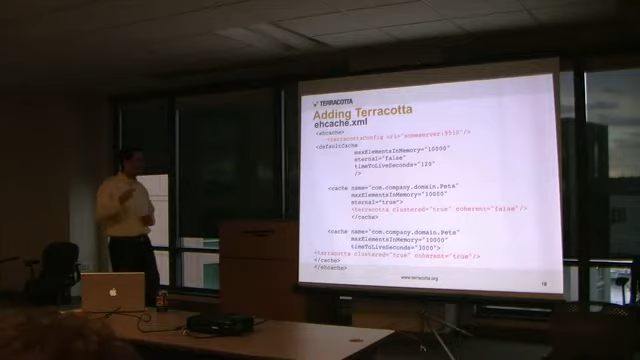 TERRACOTTA
Adding Terracotta
ehcache.xml
<ehcache>
<terracottaConfig url="someserver:9510"/>
<defaultCache
maxElementsInMemory="10000"
eternal="false"
timeToLiveSeconds="120"
/>
<cache name="com.company.domain.Pets"
maxElementsInMemory="10000"
eternal="true">
<terracotta clustered="true" coherent="false"/>
</cache>
<cache name="com.company.domain.Pets"
maxElementsInMemory="10000"
timeToLiveSeconds="3000">
<terracotta clustered="true" coherent="true"/>
</cache>
</ehcache>
www.terracotta.org
18